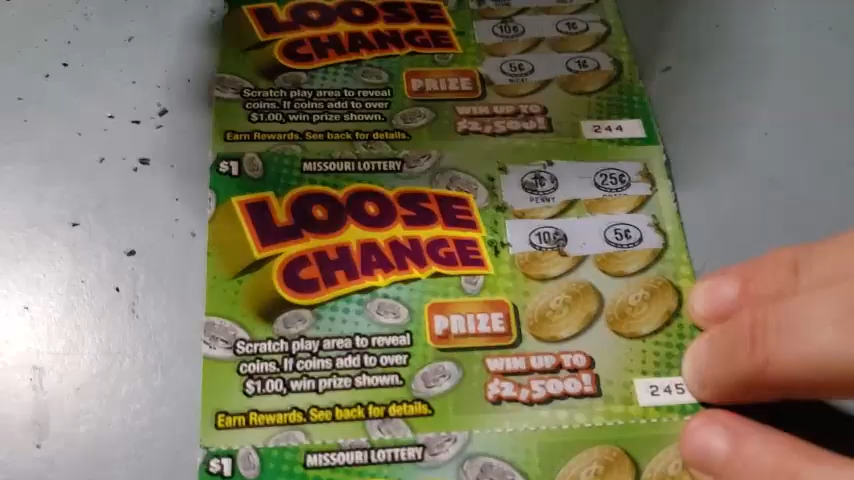 LOOSE
CHANGE
10¢ 1¢
5¢ 1¢
PRIZE
Scratch play area to reveal
coins. If coins add to over
$1.00, win prize shown.
WIN UP TO
$2,500!
Earn Rewards. See back for details.
244
$1 MISSOURI LOTTERY
LOOSE
CHANGE
1¢ 25¢
PENNY
10¢ 5¢
PRIZE
Scratch play area to reveal
coins. If coins add to over
$1.00, win prize shown.
WIN UP TO
$2,500!
Earn Rewards. See back for details.
245
$1 MISSOURI LOTTERY